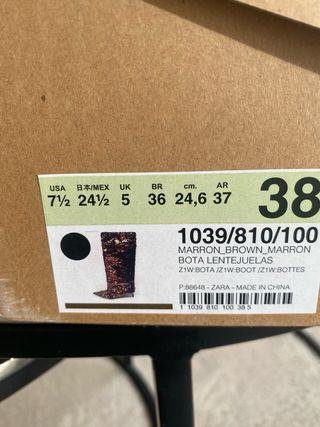 USA 日本/MEX UK BR cm. AR
7½ 24½ 5 36 24,6 37 38
1039/810/100
MARRON_BROWN_MARRON
BOTA LENTEJUELAS
Z1W:BOTA /Z1W:BOOT /Z1W:BOTTES
P:88648 - ZARA - MADE IN CHINA
1 1039 810 100 38 5